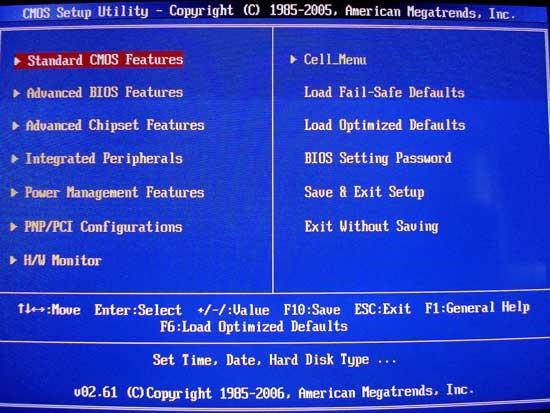 CMOS Setup Utility - Copyright (C) 1985-2005, American Megatrends, Inc.
Standard CMOS Features
Advanced BIOS Features
Advanced Chipset Features
Integrated Peripherals
Power Management Features
PNP/PCI Configurations
H/W Monitor
Cell_Menu
Load Fail-Safe Defaults
Load Optimized Defaults
BIOS Setting Password
Save & Exit Setup
Exit Without Saving
↑↓←→:Move Enter:Select +/-/:Value F10:Save ESC:Exit F1:General Help
F6:Load Optimized Defaults
Set Time, Date, Hard Disk Type ...
v02.61 (C)Copyright 1985-2006, American Megatrends, Inc.